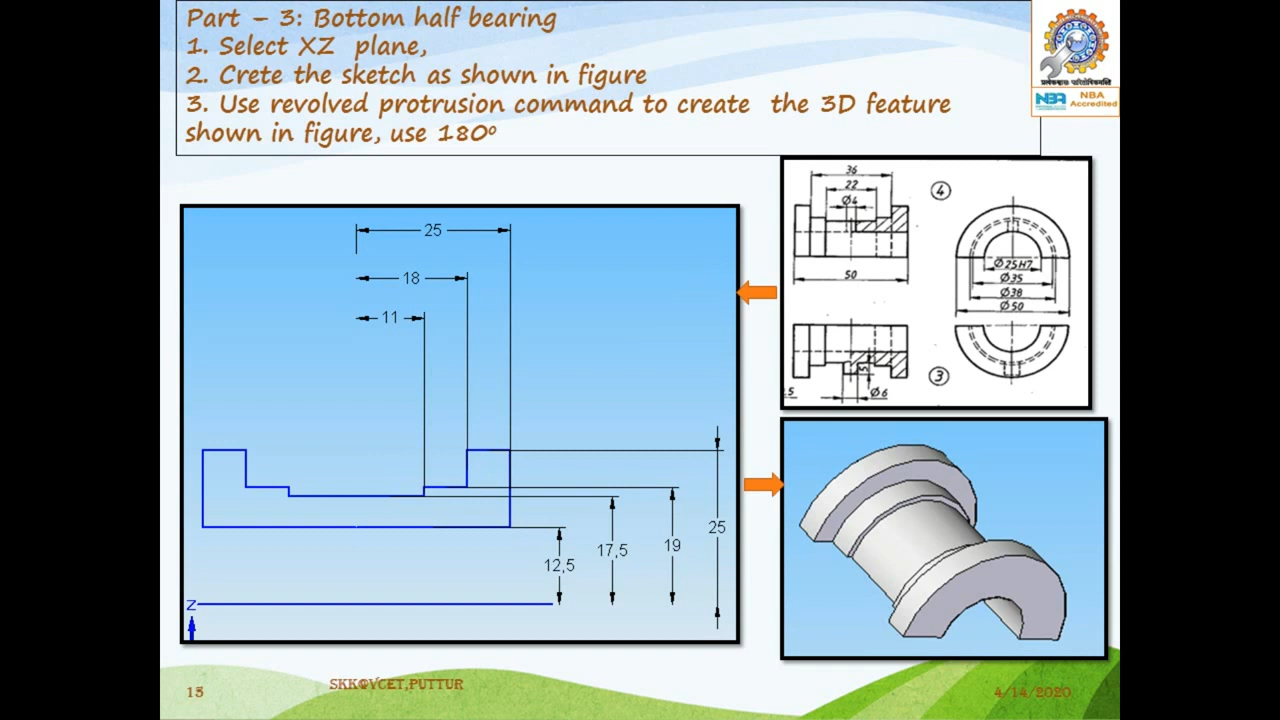 Part – 3: Bottom half bearing
1. Select XZ plane,
2. Crete the sketch as shown in figure
3. Use revolved protrusion command to create the 3D feature
shown in figure, use 180º
NBA
NBA
Accredited
25
18
11
12,5
17,5
19
25
Z
36
22
Ø4
50
4
Ø25H7
Ø35
Ø38
Ø50
3
Ø6
15
SKK@VCET,PUTTUR
4/14/2020